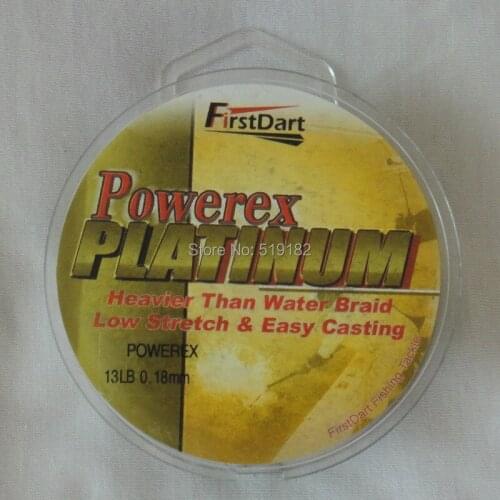 FirstDart
Powerex
PLATINUM
Shop Store No: 519182
Heavier Than Water Braid
Low Stretch & Easy Casting
POWEREX
13LB 0.18mm
FirstDart Fishing Tackle